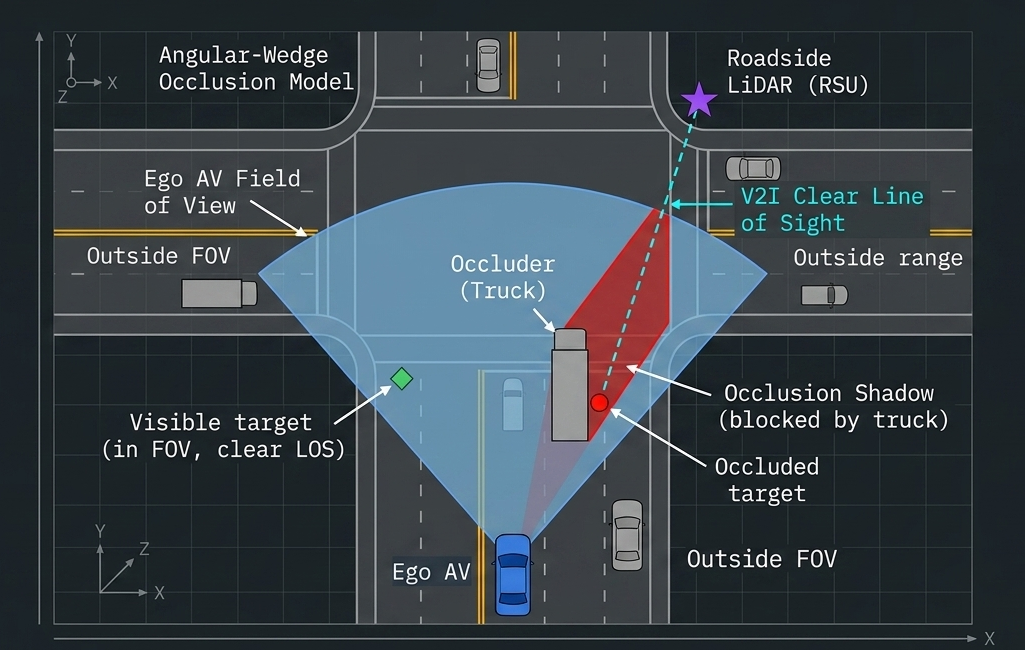 Y
X
Z
Angular-Wedge
Occlusion Model
Roadside
LiDAR (RSU)
Ego AV Field
of View
V2I Clear Line
of Sight
Outside FOV
Occluder
(Truck)
Outside range
Visible target
(in FOV, clear LOS)
Occlusion Shadow
(blocked by truck)
Occluded
target
Y
Z
X
Ego AV
Outside FOV
X